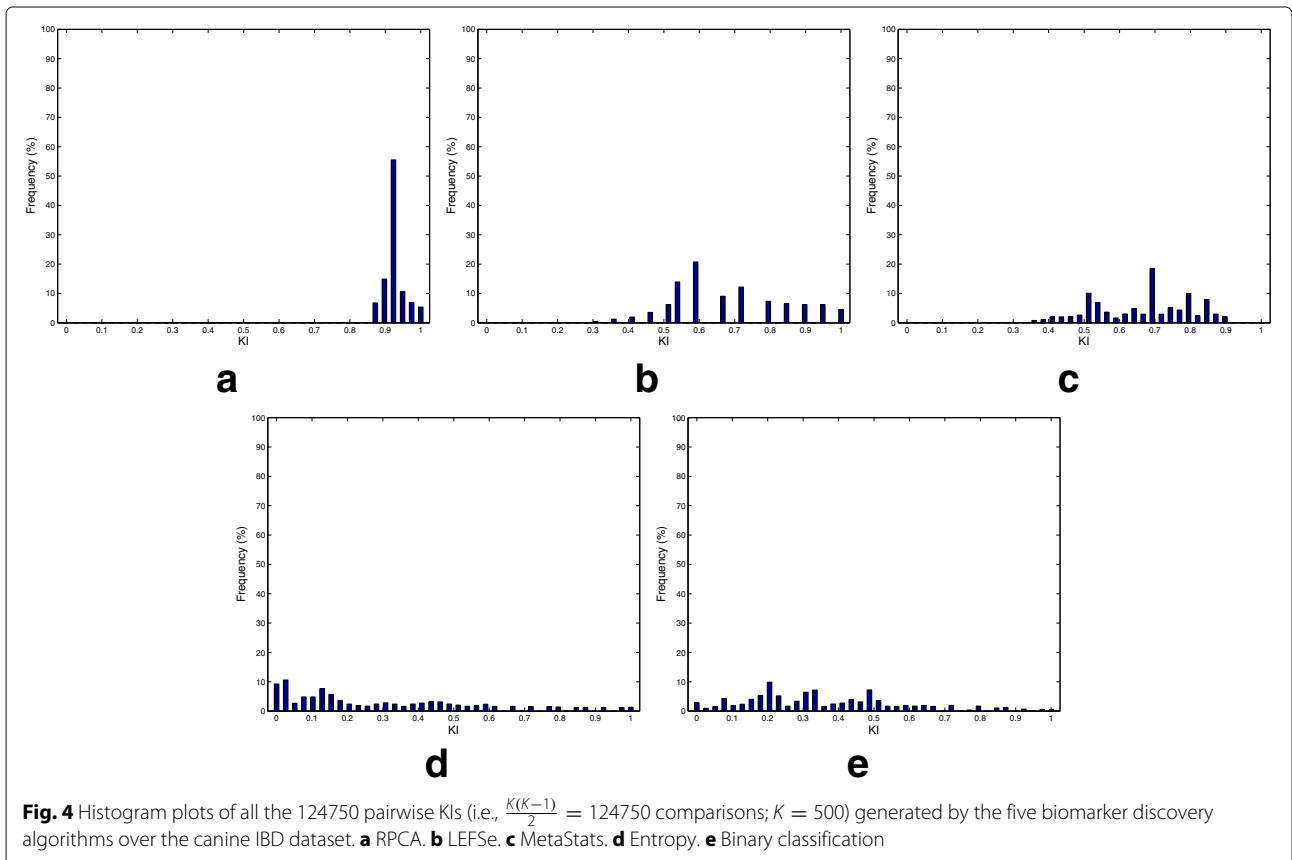 100
90
80
70
60
50
40
30
20
10
0
Frequency (%)
0 0.1 0.2 0.3 0.4 0.5 0.6 0.7 0.8 0.9 1
KI
a
100
90
80
70
60
50
40
30
20
10
0
Frequency (%)
0 0.1 0.2 0.3 0.4 0.5 0.6 0.7 0.8 0.9 1
KI
b
100
90
80
70
60
50
40
30
20
10
0
Frequency (%)
0 0.1 0.2 0.3 0.4 0.5 0.6 0.7 0.8 0.9 1
KI
c
100
90
80
70
60
50
40
30
20
10
0
Frequency (%)
0 0.1 0.2 0.3 0.4 0.5 0.6 0.7 0.8 0.9 1
KI
d
100
90
80
70
60
50
40
30
20
10
0
Frequency (%)
0 0.1 0.2 0.3 0.4 0.5 0.6 0.7 0.8 0.9 1
KI
e
Fig. 4 Histogram plots of all the 124750 pairwise KIs (i.e., K(K−1)/2 = 124750 comparisons; K = 500) generated by the five biomarker discovery
algorithms over the canine IBD dataset. a RPCA. b LEFSe. c MetaStats. d Entropy. e Binary classification